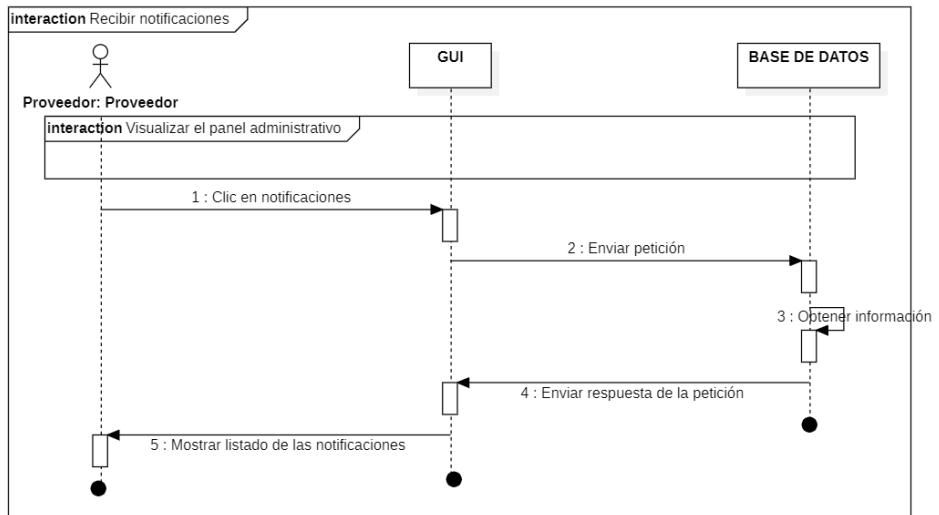 interaction Recibir notificaciones
GUI
BASE DE DATOS
Proveedor: Proveedor
interaction Visualizar el panel administrativo
1 : Clic en notificaciones
2 : Enviar petición
3 : Obtener información
4 : Enviar respuesta de la petición
5 : Mostrar listado de las notificaciones